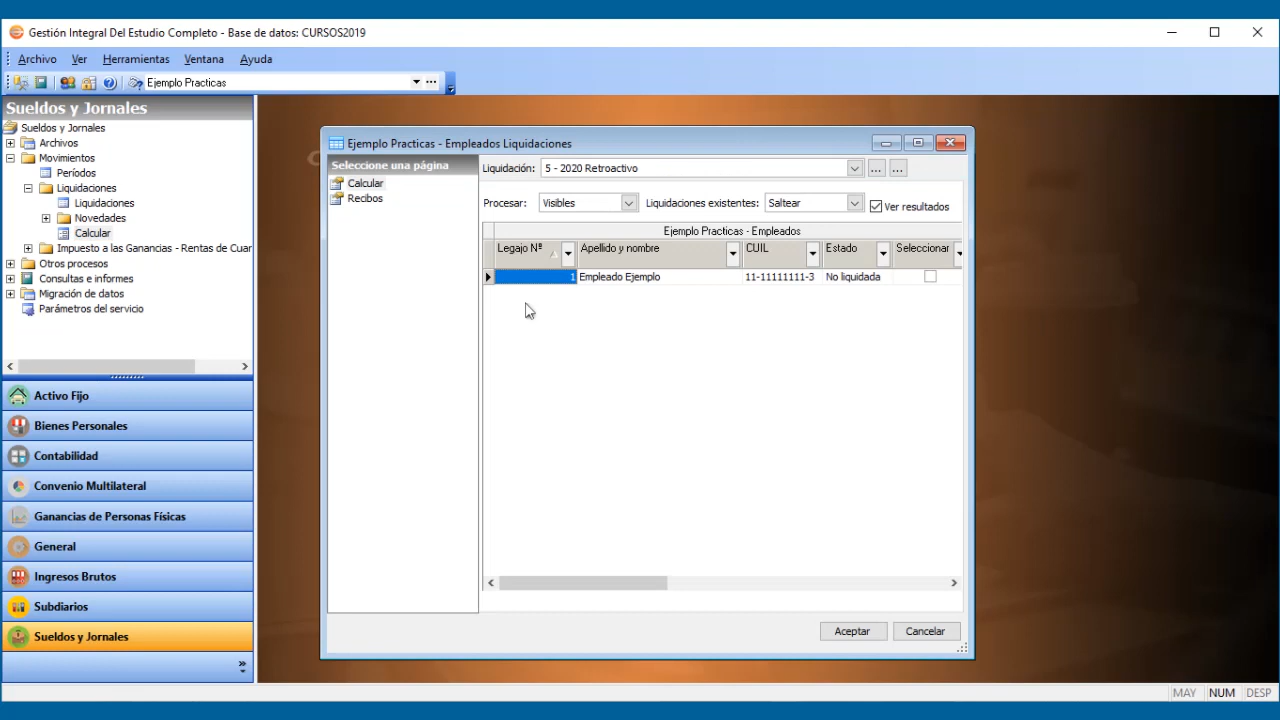 Gestión Integral Del Estudio Completo - Base de datos: CURSOS2019
Archivo Ver Herramientas Ventana Ayuda
Ejemplo Practicas
Sueldos y Jornales
Sueldos y Jornales
Archivos
Movimientos
Períodos
Liquidaciones
Liquidaciones
Novedades
Calcular
Impuesto a las Ganancias - Rentas de Cuar
Otros procesos
Consultas e informes
Migración de datos
Parámetros del servicio
Activo Fijo
Bienes Personales
Contabilidad
Convenio Multilateral
Ganancias de Personas Físicas
General
Ingresos Brutos
Subdiarios
Sueldos y Jornales
Ejemplo Practicas - Empleados Liquidaciones
Seleccione una página
Calcular
Recibos
Liquidación: 5 - 2020 Retroactivo
Procesar: Visibles Liquidaciones existentes: Saltear Ver resultados
Ejemplo Practicas - Empleados
Legajo Nº Apellido y nombre CUIL Estado Seleccionar
1 Empleado Ejemplo 11-11111111-3 No liquidada
Aceptar Cancelar
MAY NUM DESP